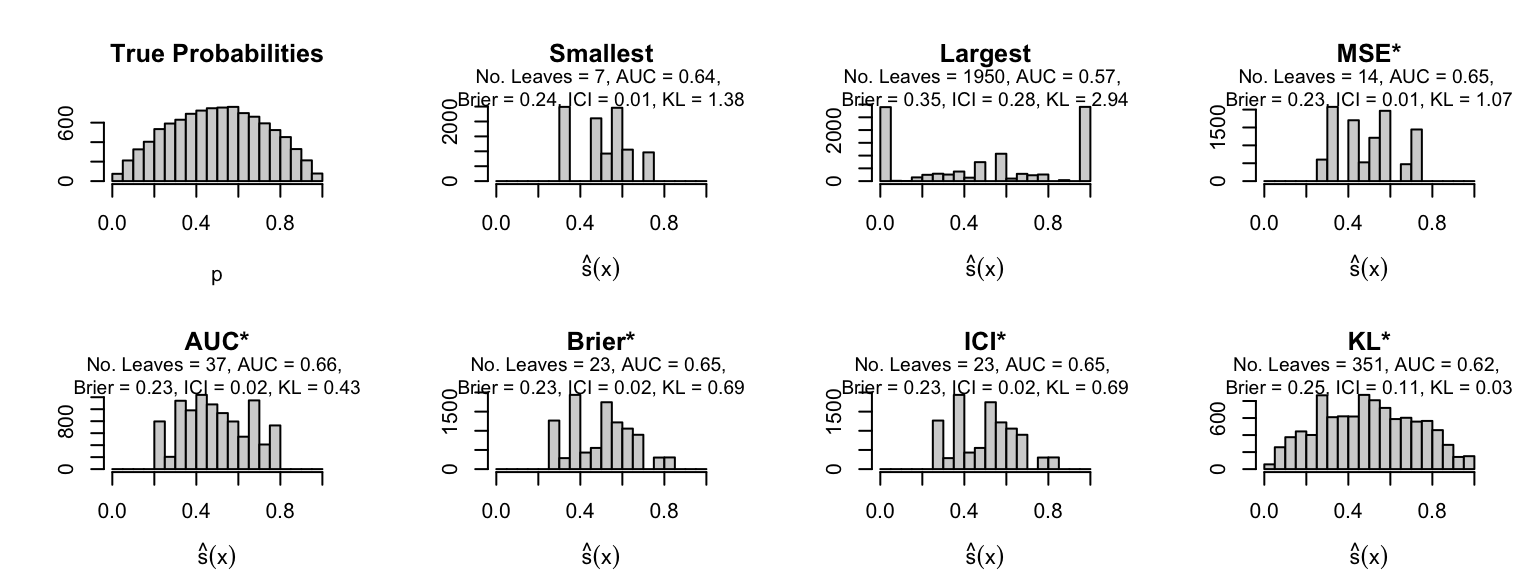 True Probabilities
600
0
0.0 0.4 0.8
p
Smallest
No. Leaves = 7, AUC = 0.64,
Brier = 0.24, ICI = 0.01, KL = 1.38
2000
0
0.0 0.4 0.8
ŝ(x)
Largest
No. Leaves = 1950, AUC = 0.57,
Brier = 0.35, ICI = 0.28, KL = 2.94
2000
0
0.0 0.4 0.8
ŝ(x)
MSE*
No. Leaves = 14, AUC = 0.65,
Brier = 0.23, ICI = 0.01, KL = 1.07
1500
0
0.0 0.4 0.8
ŝ(x)
AUC*
No. Leaves = 37, AUC = 0.66,
Brier = 0.23, ICI = 0.02, KL = 0.43
800
0
0.0 0.4 0.8
ŝ(x)
Brier*
No. Leaves = 23, AUC = 0.65,
Brier = 0.23, ICI = 0.02, KL = 0.69
1500
0
0.0 0.4 0.8
ŝ(x)
ICI*
No. Leaves = 23, AUC = 0.65,
Brier = 0.23, ICI = 0.02, KL = 0.69
1500
0
0.0 0.4 0.8
ŝ(x)
KL*
No. Leaves = 351, AUC = 0.62,
Brier = 0.25, ICI = 0.11, KL = 0.03
600
0
0.0 0.4 0.8
ŝ(x)